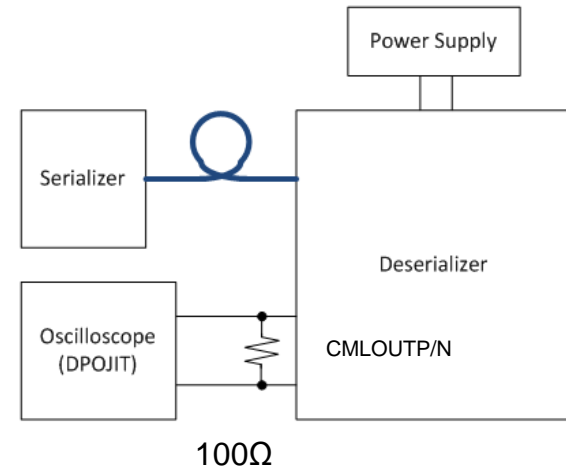 Power Supply
Serializer
Deserializer
Oscilloscope
(DPOJIT)
CMLOUTP/N
100Ω